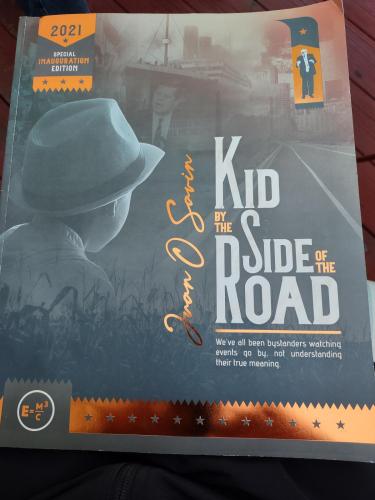 2021
SPECIAL
INAUGURATION
EDITION
Juan O Savin
KID
BY
THE
SIDE
OF
THE
ROAD
We've all been bystanders watching
events go by, not understanding
their true meaning.
E=M³/C